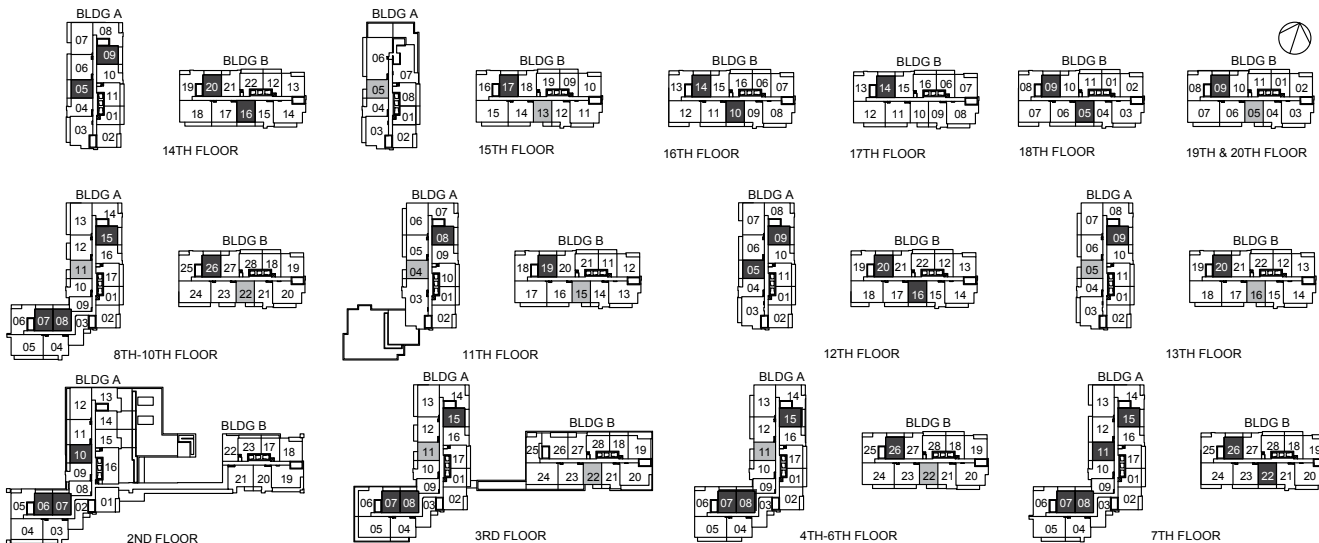 BLDG A
08
07
09
06
10
05
11
04
01
03
02
BLDG B
19 20 21 22 12 13
18 17 16 15 14
14TH FLOOR
BLDG A
06
07
05
08
04
01
03
02
BLDG B
16 17 18 19 09 10
15 14 13 12 11
15TH FLOOR
BLDG B
13 14 15 16 06 07
12 11 10 09 08
16TH FLOOR
BLDG B
13 14 15 16 06 07
12 11 10 09 08
17TH FLOOR
BLDG B
08 09 10 11 01 02
07 06 05 04 03
18TH FLOOR
BLDG B
08 09 10 11 01 02
07 06 05 04 03
19TH & 20TH FLOOR
BLDG A
14
13
15
12
16
11
17
10
01
09
06 07 08 03 02
05 04
BLDG B
25 26 27 28 18 19
24 23 22 21 20
8TH-10TH FLOOR
BLDG A
07
06
08
05
09
04
10
01
03
02
BLDG B
18 19 20 21 11 12
17 16 15 14 13
11TH FLOOR
BLDG A
08
07
09
06
10
05
11
04
01
03
02
BLDG B
19 20 21 22 12 13
18 17 16 15 14
12TH FLOOR
BLDG A
08
07
09
06
10
05
11
04
01
03
02
BLDG B
19 20 21 22 12 13
18 17 16 15 14
13TH FLOOR
BLDG A
13
12
14
11
15
10
16
09
08
05 06 07 02 01
04 03
BLDG B
22 23 17 18
21 20 19
2ND FLOOR
BLDG A
14
13
15
12
16
11
17
10
01
09
06 07 08 03 02
05 04
BLDG B
25 26 27 28 18 19
24 23 22 21 20
3RD FLOOR
BLDG A
14
13
15
12
16
11
17
10
01
09
06 07 08 03 02
05 04
BLDG B
25 26 27 28 18 19
24 23 22 21 20
4TH-6TH FLOOR
BLDG A
14
13
15
12
16
11
17
10
01
09
06 07 08 03 02
05 04
BLDG B
25 26 27 28 18 19
24 23 22 21 20
7TH FLOOR